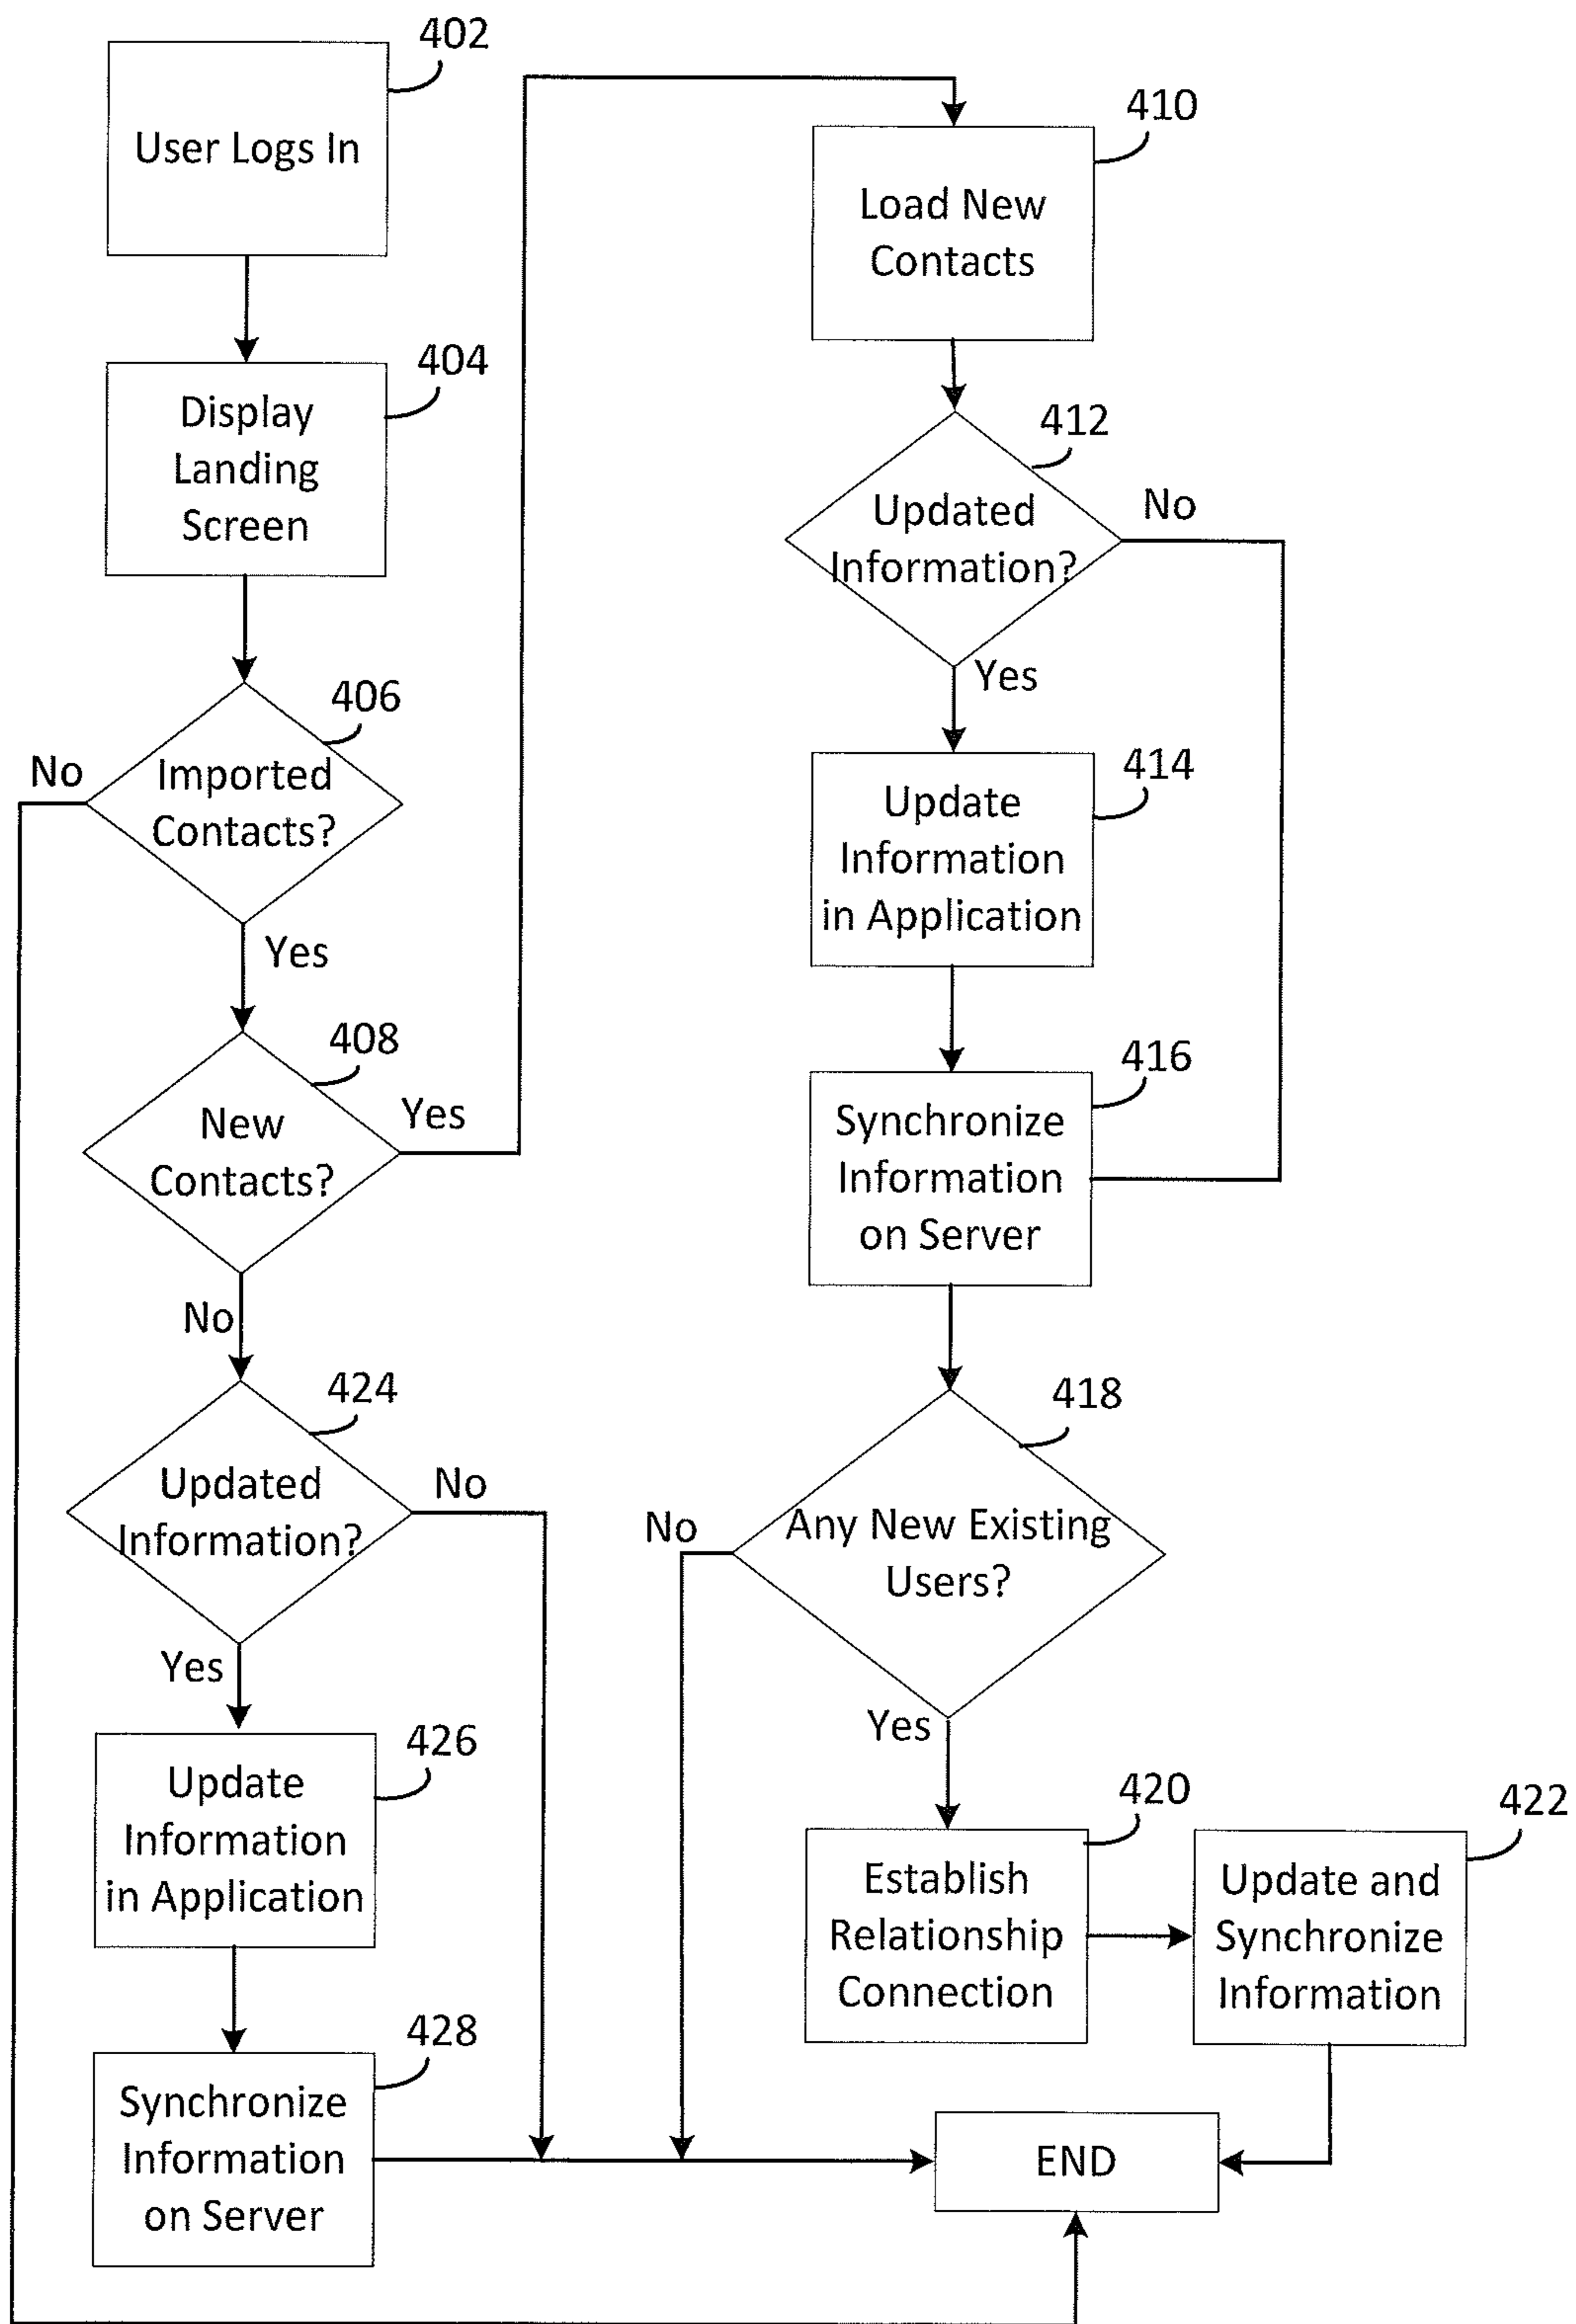 402
User Logs In
404
Display
Landing
Screen
406
Imported
Contacts?
No
Yes
408
New
Contacts?
Yes
No
424
Updated
Information?
No
Yes
426
Update
Information
in Application
428
Synchronize
Information
on Server
410
Load New
Contacts
412
Updated
Information?
No
Yes
414
Update
Information
in Application
416
Synchronize
Information
on Server
418
Any New Existing
Users?
No
Yes
420
Establish
Relationship
Connection
422
Update and
Synchronize
Information
END